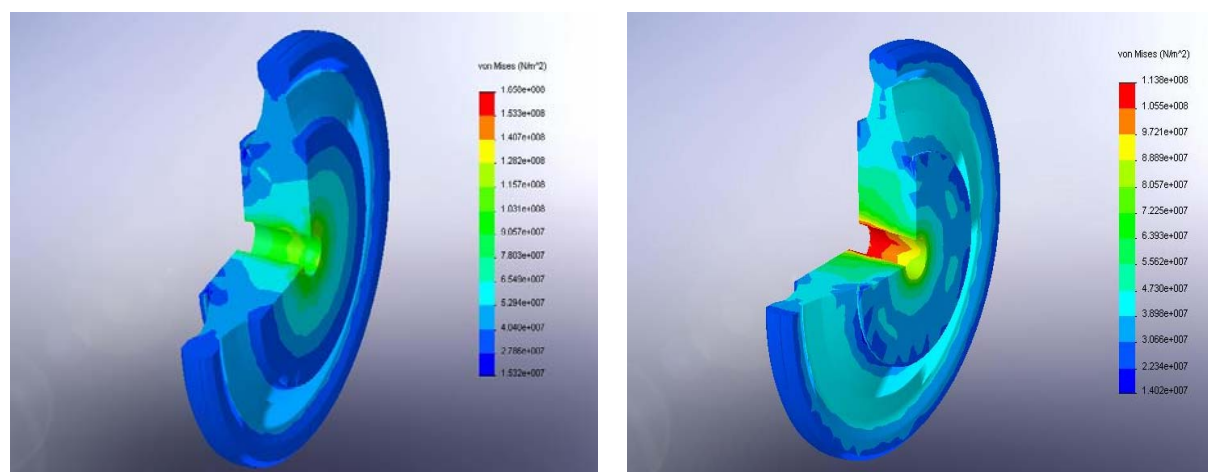 von Mises (N/m^2)
1.658e+008
1.533e+008
1.407e+008
1.282e+008
1.157e+008
1.031e+008
9.057e+007
7.803e+007
6.549e+007
5.294e+007
4.040e+007
2.786e+007
1.532e+007
von Mises (N/m^2)
1.138e+008
1.055e+008
9.721e+007
8.889e+007
8.057e+007
7.225e+007
6.393e+007
5.562e+007
4.730e+007
3.898e+007
3.066e+007
2.234e+007
1.402e+007